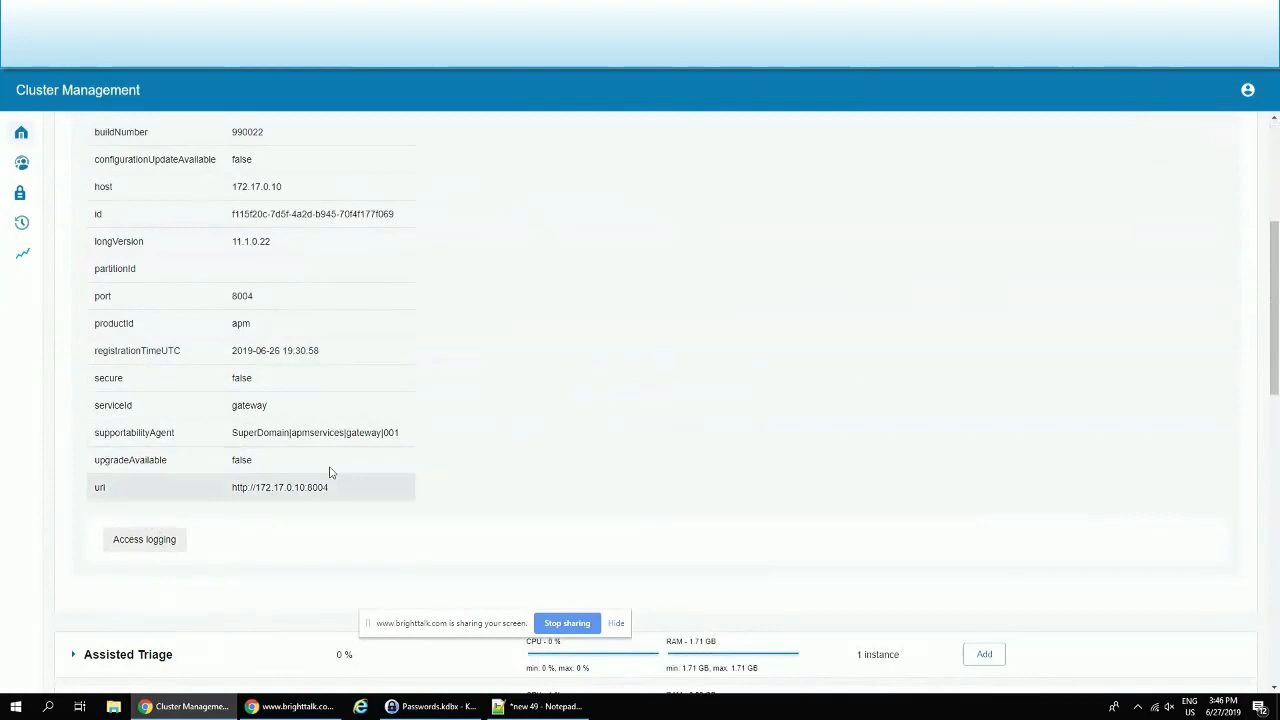 Cluster Management
buildNumber 990022
configurationUpdateAvailable false
host 172.17.0.10
id f115f20c-7d5f-4a2d-b945-70f4f177f069
longVersion 11.1.0.22
partitionId
port 8004
productId apm
registrationTimeUTC 2019-06-26 19.30.58
secure false
serviceId gateway
supportabilityAgent SuperDomain|apmservices|gateway|001
upgradeAvailable false
uri http://172.17.0.10:8004
Access logging
www.brighttalk.com is sharing your screen. Stop sharing Hide
CPU - 0 % RAM - 1.71 GB
Assisted Triage 0 % 1 instance Add
min: 0 %, max: 0 % min: 1.71 GB, max: 1.71 GB
Cluster Manageme... www.brighttalk.com... Passwords.kdbx - K... *new 49 - Notepad...
ENG 3:46 PM
US 6/27/2019
12